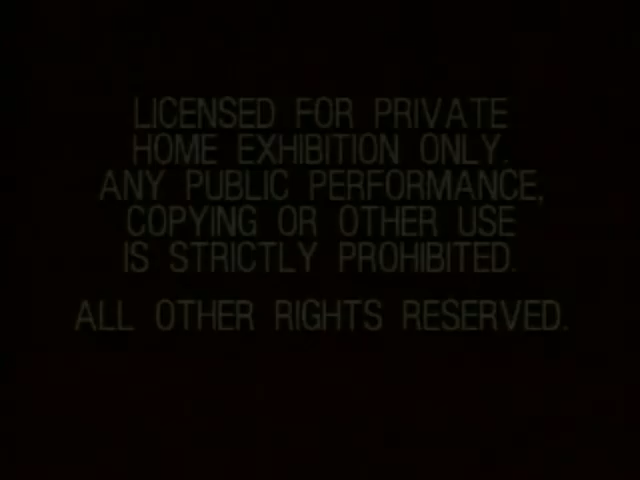 LICENSED FOR PRIVATE
HOME EXHIBITION ONLY.
ANY PUBLIC PERFORMANCE,
COPYING OR OTHER USE
IS STRICTLY PROHIBITED.
ALL OTHER RIGHTS RESERVED.